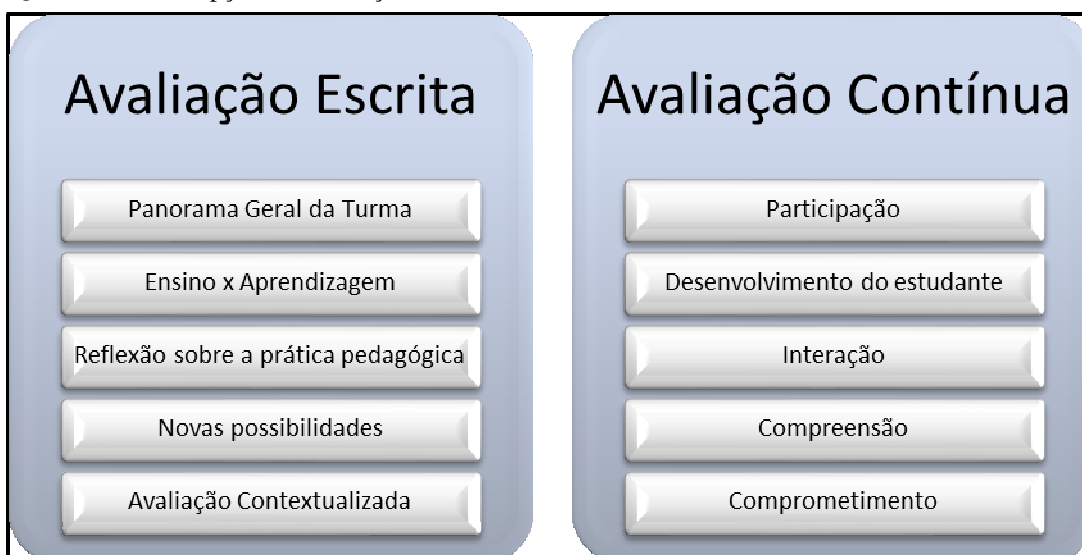 Avaliação Escrita
Panorama Geral da Turma
Ensino x Aprendizagem
Reflexão sobre a prática pedagógica
Novas possibilidades
Avaliação Contextualizada
Avaliação Contínua
Participação
Desenvolvimento do estudante
Interação
Compreensão
Comprometimento